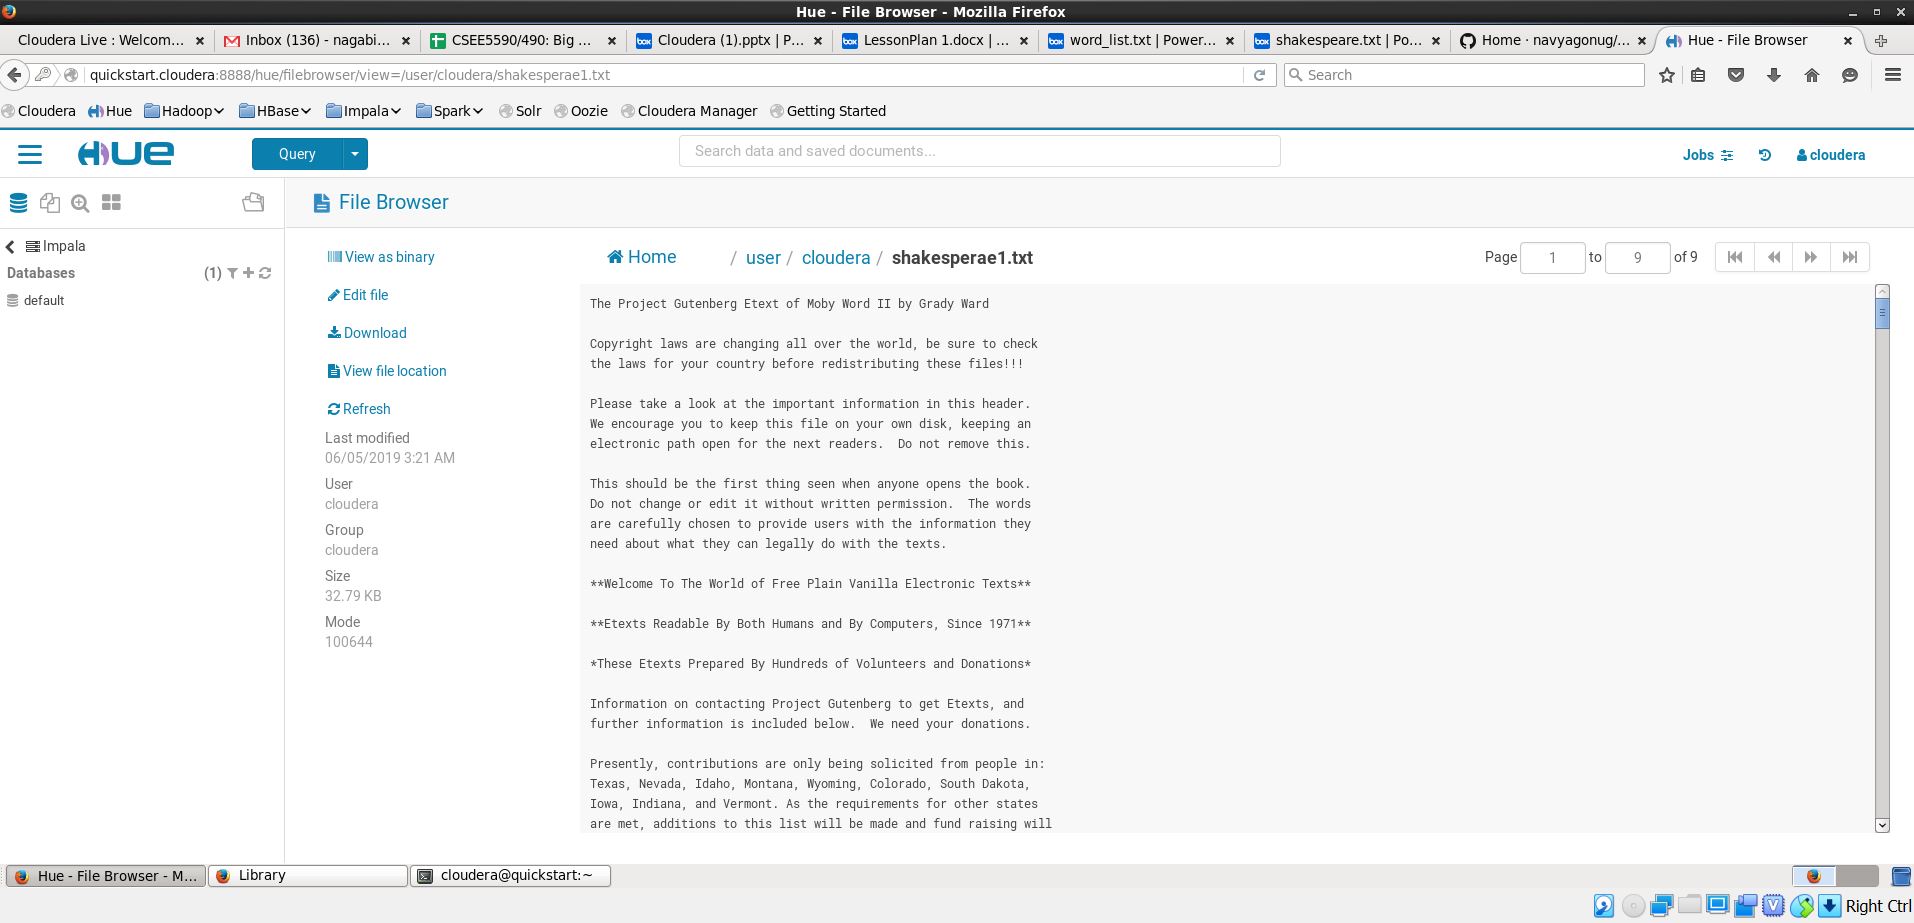 Hue - File Browser - Mozilla Firefox
Cloudera Live : Welcom...
Inbox (136) - nagabi...
CSEE5590/490: Big ...
Cloudera (1).pptx | P...
LessonPlan 1.docx | ...
word_list.txt | Power...
shakespeare.txt | Po...
Home · navyagonug/...
Hue - File Browser
quickstart.cloudera:8888/hue/filebrowser/view=/user/cloudera/shakesperae1.txt
Search
Cloudera
Hue
Hadoop
HBase
Impala
Spark
Solr
Oozie
Cloudera Manager
Getting Started
HUE
Query
Search data and saved documents...
Jobs
cloudera
File Browser
Impala
Databases (1)
default
View as binary
Edit file
Download
View file location
Refresh
Last modified
06/05/2019 3:21 AM
User
cloudera
Group
cloudera
Size
32.79 KB
Mode
100644
Home / user / cloudera / shakesperae1.txt
Page 1 to 9 of 9
The Project Gutenberg Etext of Moby Word II by Grady Ward
Copyright laws are changing all over the world, be sure to check
the laws for your country before redistributing these files!!!
Please take a look at the important information in this header.
We encourage you to keep this file on your own disk, keeping an
electronic path open for the next readers.  Do not remove this.
This should be the first thing seen when anyone opens the book.
Do not change or edit it without written permission.  The words
are carefully chosen to provide users with the information they
need about what they can legally do with the texts.
**Welcome To The World of Free Plain Vanilla Electronic Texts**
**Etexts Readable By Both Humans and By Computers, Since 1971**
*These Etexts Prepared By Hundreds of Volunteers and Donations*
Information on contacting Project Gutenberg to get Etexts, and
further information is included below.  We need your donations.
Presently, contributions are only being solicited from people in:
Texas, Nevada, Idaho, Montana, Wyoming, Colorado, South Dakota,
Iowa, Indiana, and Vermont. As the requirements for other states
are met, additions to this list will be made and fund raising will
Hue - File Browser - M...
Library
cloudera@quickstart:~
Right Ctrl